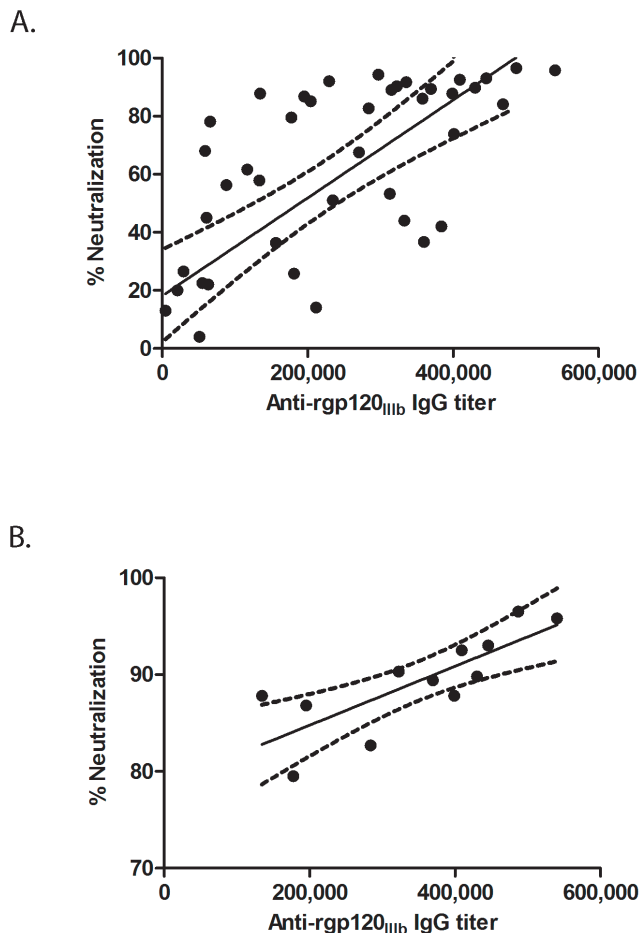 A.
100
80
60
40
20
0
% Neutralization
0 200,000 400,000 600,000
Anti-rgp120IIIb IgG titer
B.
100
90
80
70
% Neutralization
0 200,000 400,000 600,000
Anti-rgp120IIIb IgG titer